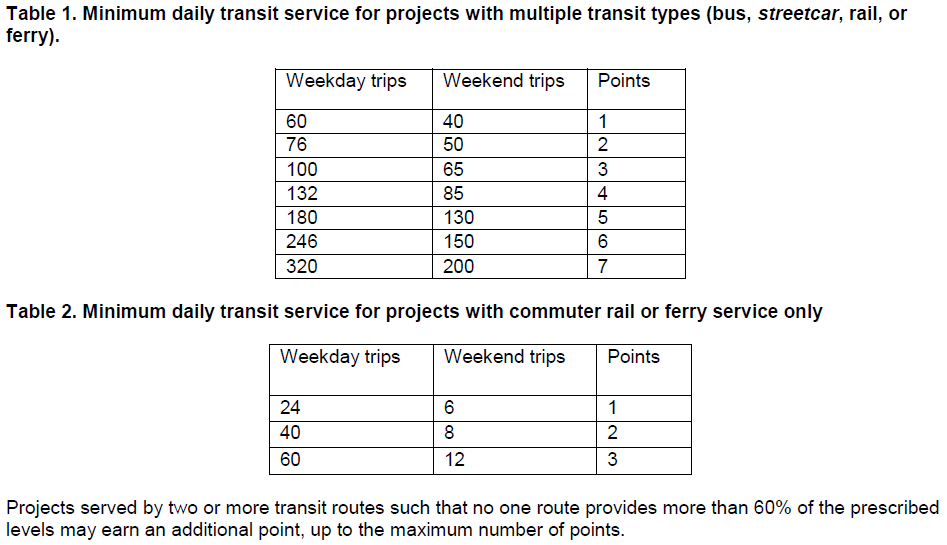 Table 1. Minimum daily transit service for projects with multiple transit types (bus, streetcar, rail, or
ferry).
Weekday trips Weekend trips Points
60 40 1
76 50 2
100 65 3
132 85 4
180 130 5
246 150 6
320 200 7
Table 2. Minimum daily transit service for projects with commuter rail or ferry service only
Weekday trips Weekend trips Points
24 6 1
40 8 2
60 12 3
Projects served by two or more transit routes such that no one route provides more than 60% of the prescribed
levels may earn an additional point, up to the maximum number of points.